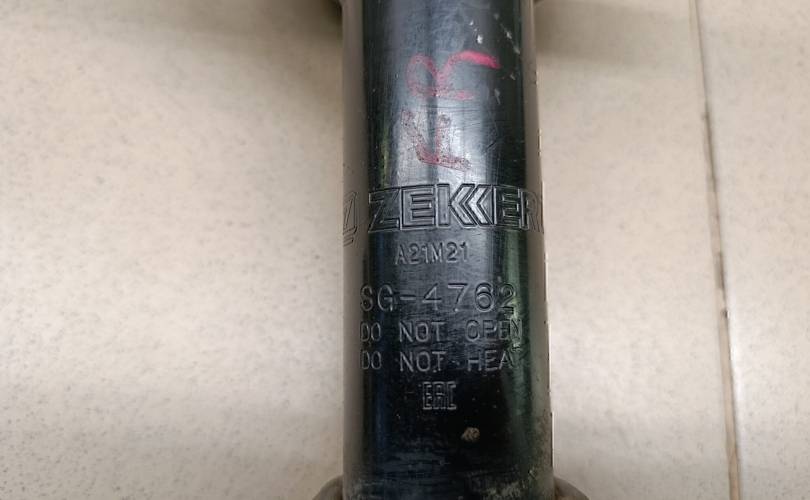 FR
ZEKKERT
A21M21
SG-4762
DO NOT OPEN
DO NOT HEAT
EAC